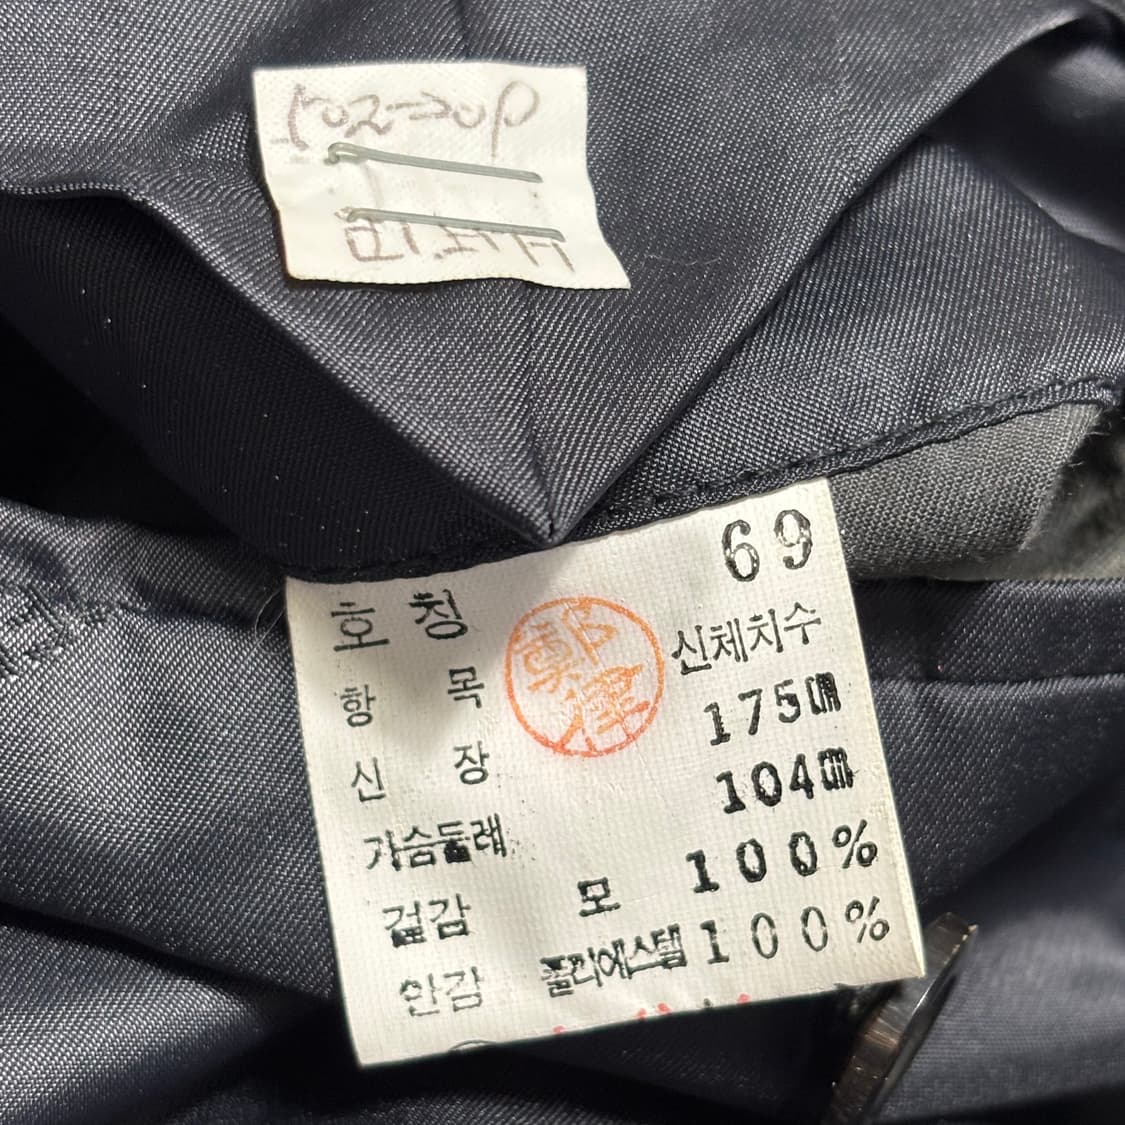 호칭 69
항목 신체치수
신장 175㎝
가슴둘레 104㎝
겉감 모 100%
안감 폴리에스텔 100%